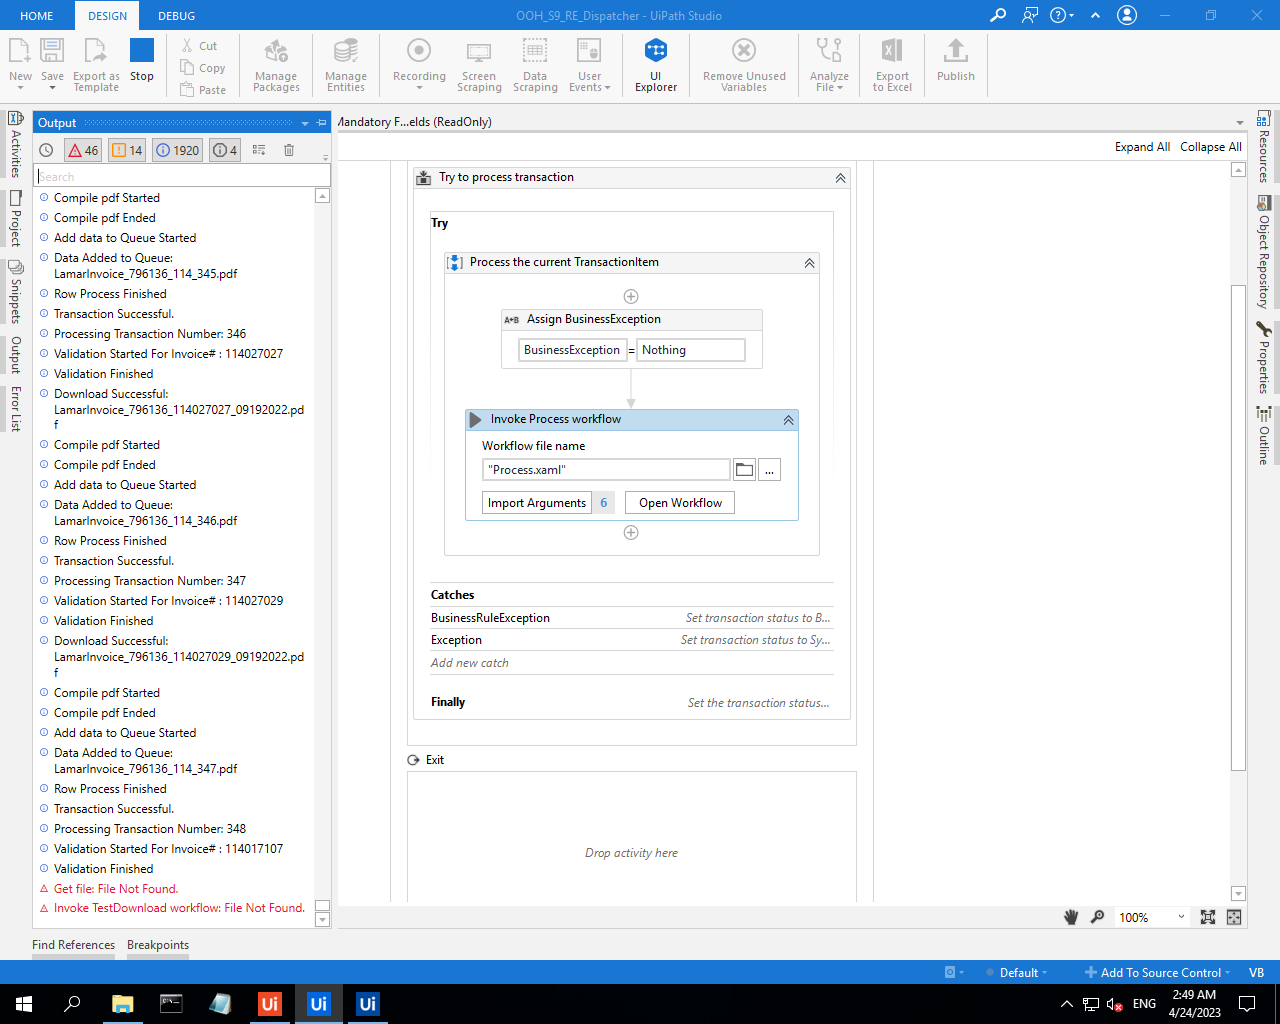 HOME
DESIGN
DEBUG
OOH_S9_RE_Dispatcher - UiPath Studio
New
Save
Export as Template
Stop
Cut
Copy
Paste
Manage Packages
Manage Entities
Recording
Screen Scraping
Data Scraping
User Events
UI Explorer
Remove Unused Variables
Analyze File
Export to Excel
Publish
Activities
Project
Snippets
Output
Error List
Output
46
14
1920
4
Search
Compile pdf Started
Compile pdf Ended
Add data to Queue Started
Data Added to Queue:
LamarInvoice_796136_114_345.pdf
Row Process Finished
Transaction Successful.
Processing Transaction Number: 346
Validation Started For Invoice# : 114027027
Validation Finished
Download Successful:
LamarInvoice_796136_114027027_09192022.pd
f
Compile pdf Started
Compile pdf Ended
Add data to Queue Started
Data Added to Queue:
LamarInvoice_796136_114_346.pdf
Row Process Finished
Transaction Successful.
Processing Transaction Number: 347
Validation Started For Invoice# : 114027029
Validation Finished
Download Successful:
LamarInvoice_796136_114027029_09192022.pd
f
Compile pdf Started
Compile pdf Ended
Add data to Queue Started
Data Added to Queue:
LamarInvoice_796136_114_347.pdf
Row Process Finished
Transaction Successful.
Processing Transaction Number: 348
Validation Started For Invoice# : 114017107
Validation Finished
Get file: File Not Found.
Invoke TestDownload workflow: File Not Found.
Find References
Breakpoints
Mandatory F...elds (ReadOnly)
Expand All
Collapse All
Try to process transaction
Try
Process the current TransactionItem
A+B
Assign BusinessException
BusinessException = Nothing
Invoke Process workflow
Workflow file name
"Process.xaml"
...
Import Arguments
6
Open Workflow
Catches
BusinessRuleException
Set transaction status to B...
Exception
Set transaction status to Sy...
Add new catch
Finally
Set the transaction status...
Exit
Drop activity here
100%
Resources
Object Repository
Properties
Outline
Default
Add To Source Control
VB
Ui
Ui
Ui
ENG
2:49 AM
4/24/2023